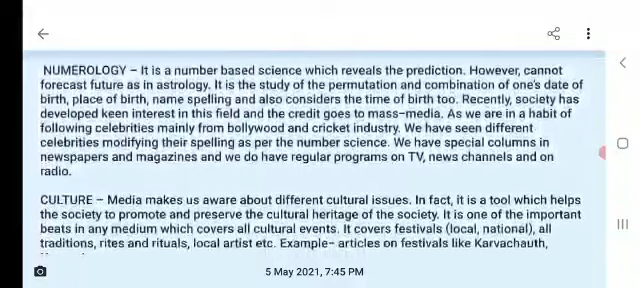 NUMEROLOGY – It is a number based science which reveals the prediction. However, cannot
forecast future as in astrology. It is the study of the permutation and combination of one's date of
birth, place of birth, name spelling and also considers the time of birth too. Recently, society has
developed keen interest in this field and the credit goes to mass-media. As we are in a habit of
following celebrities mainly from bollywood and cricket industry. We have seen different
celebrities modifying their spelling as per the number science. We have special columns in
newspapers and magazines and we do have regular programs on TV, news channels and on
radio.
CULTURE – Media makes us aware about different cultural issues. In fact, it is a tool which helps
the society to promote and preserve the cultural heritage of the society. It is one of the important
beats in any medium which covers all cultural events. It covers festivals (local, national), all
traditions, rites and rituals, local artist etc. Example- articles on festivals like Karvachauth,
5 May 2021, 7:45 PM